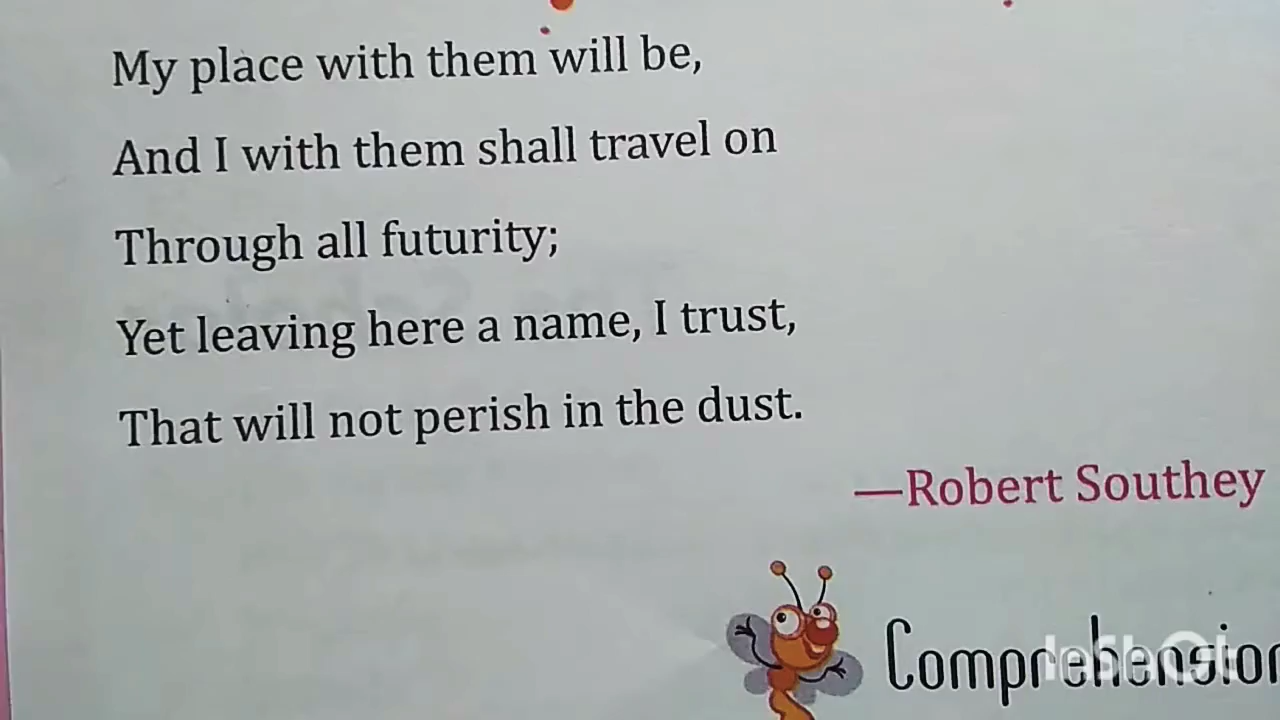 My place with them will be,
And I with them shall travel on
Through all futurity;
Yet leaving here a name, I trust,
That will not perish in the dust.
—Robert Southey
Comprehension
InShot